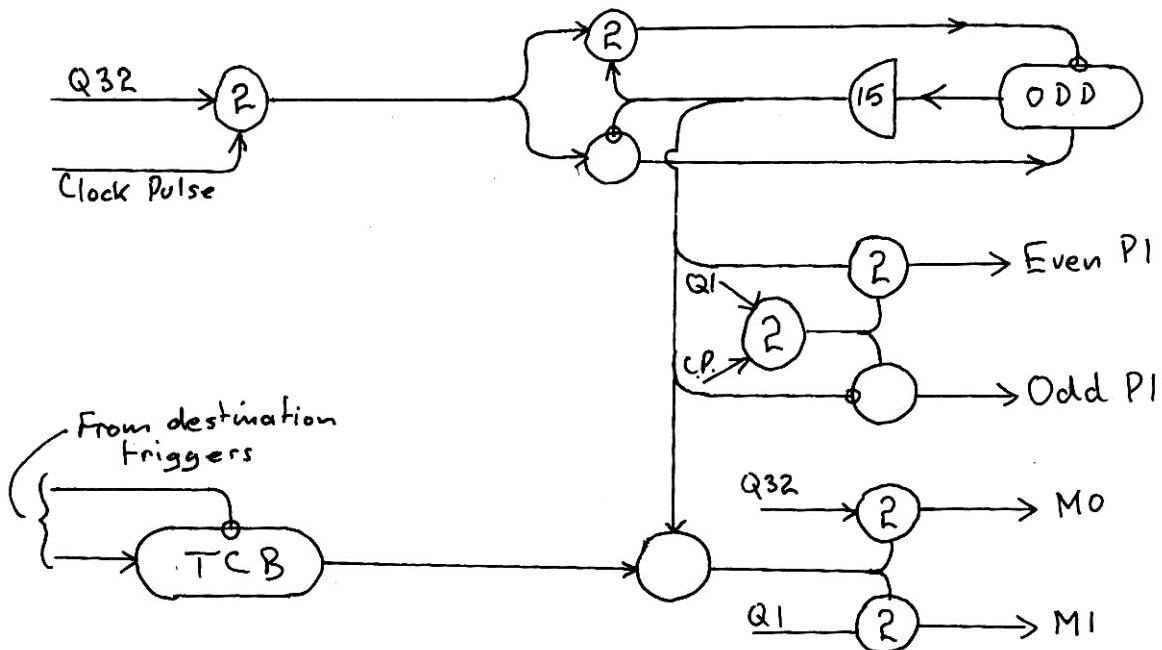 Q32
2
Clock Pulse
2
15
ODD
2
Even P1
Q1
2
C.P.
Odd P1
From destination
triggers
TCB
Q32
2
M0
Q1
2
M1